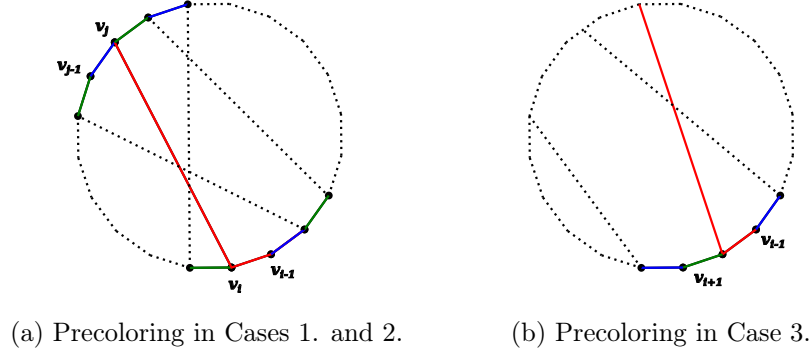 v_j
v_{j-1}
v_{i-1}
v_i
v_{i-1}
v_{i+1}
(a) Precoloring in Cases 1. and 2.
(b) Precoloring in Case 3.